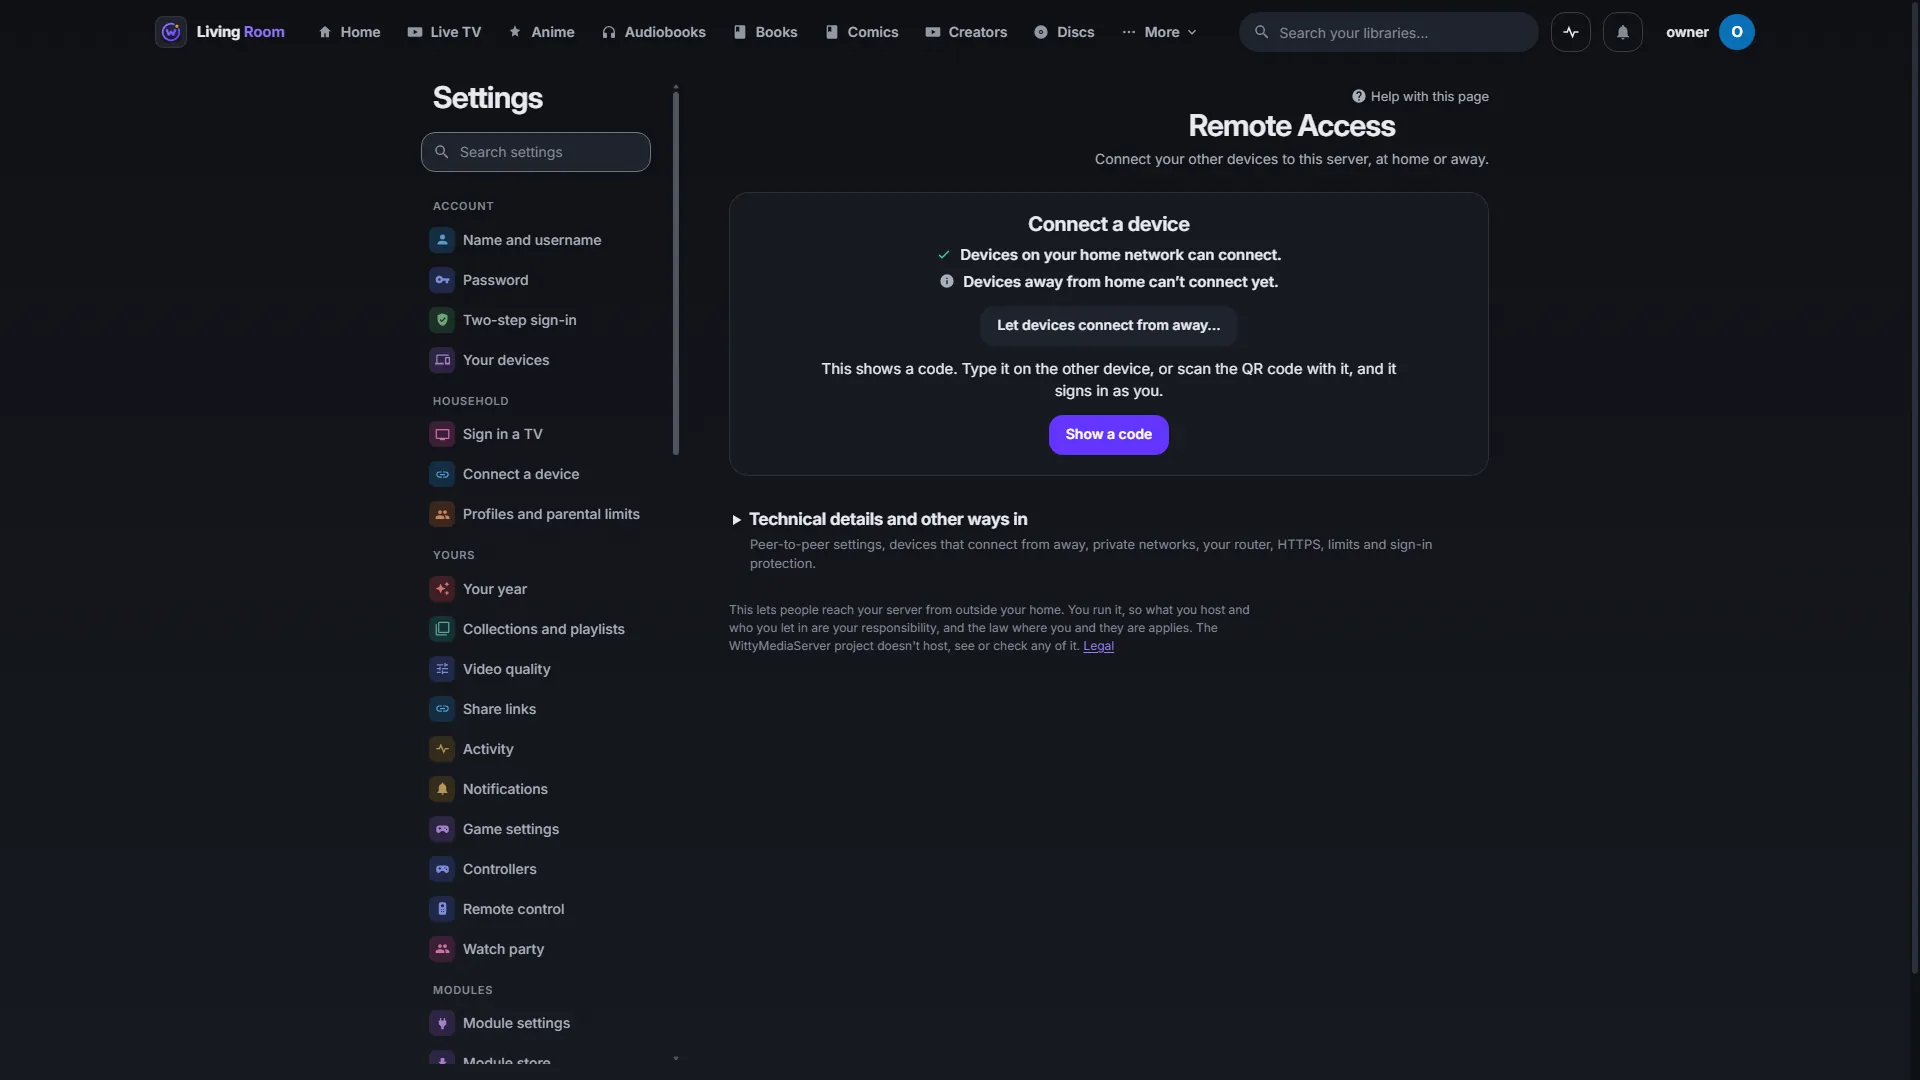 Living Room
Home
Live TV
Anime
Audiobooks
Books
Comics
Creators
Discs
More
Search your libraries...
owner
O
Settings
Search settings
ACCOUNT
Name and username
Password
Two-step sign-in
Your devices
HOUSEHOLD
Sign in a TV
Connect a device
Profiles and parental limits
YOURS
Your year
Collections and playlists
Video quality
Share links
Activity
Notifications
Game settings
Controllers
Remote control
Watch party
MODULES
Module settings
Module store
Help with this page
Remote Access
Connect your other devices to this server, at home or away.
Connect a device
Devices on your home network can connect.
Devices away from home can’t connect yet.
Let devices connect from away...
This shows a code. Type it on the other device, or scan the QR code with it, and it
signs in as you.
Show a code
Technical details and other ways in
Peer-to-peer settings, devices that connect from away, private networks, your router, HTTPS, limits and sign-in
protection.
This lets people reach your server from outside your home. You run it, so what you host and
who you let in are your responsibility, and the law where you and they are applies. The
WittyMediaServer project doesn't host, see or check any of it. Legal